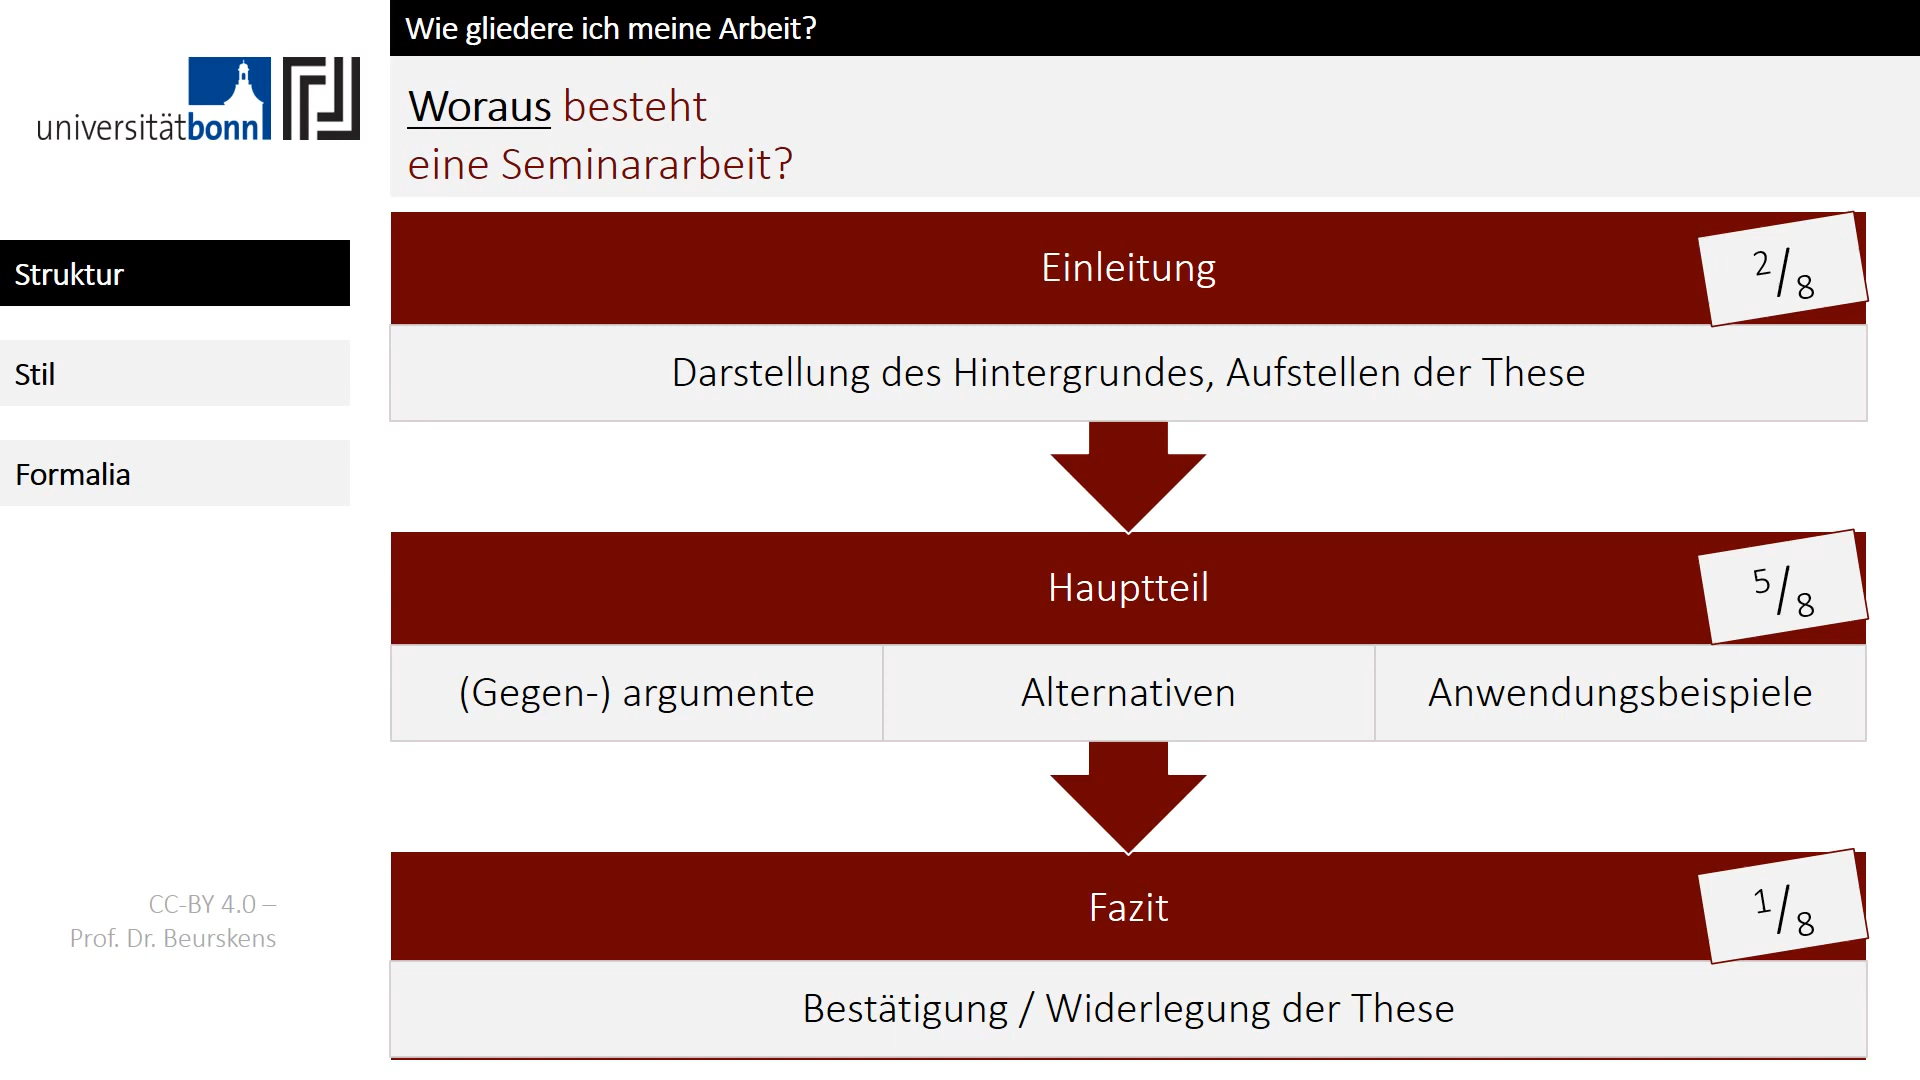 Wie gliedere ich meine Arbeit?
universitätbonn
Woraus besteht
eine Seminararbeit?
Struktur
Stil
Formalia
Einleitung
2/8
Darstellung des Hintergrundes, Aufstellen der These
Hauptteil
5/8
(Gegen-) argumente
Alternativen
Anwendungsbeispiele
Fazit
1/8
Bestätigung / Widerlegung der These
CC-BY 4.0 –
Prof. Dr. Beurskens